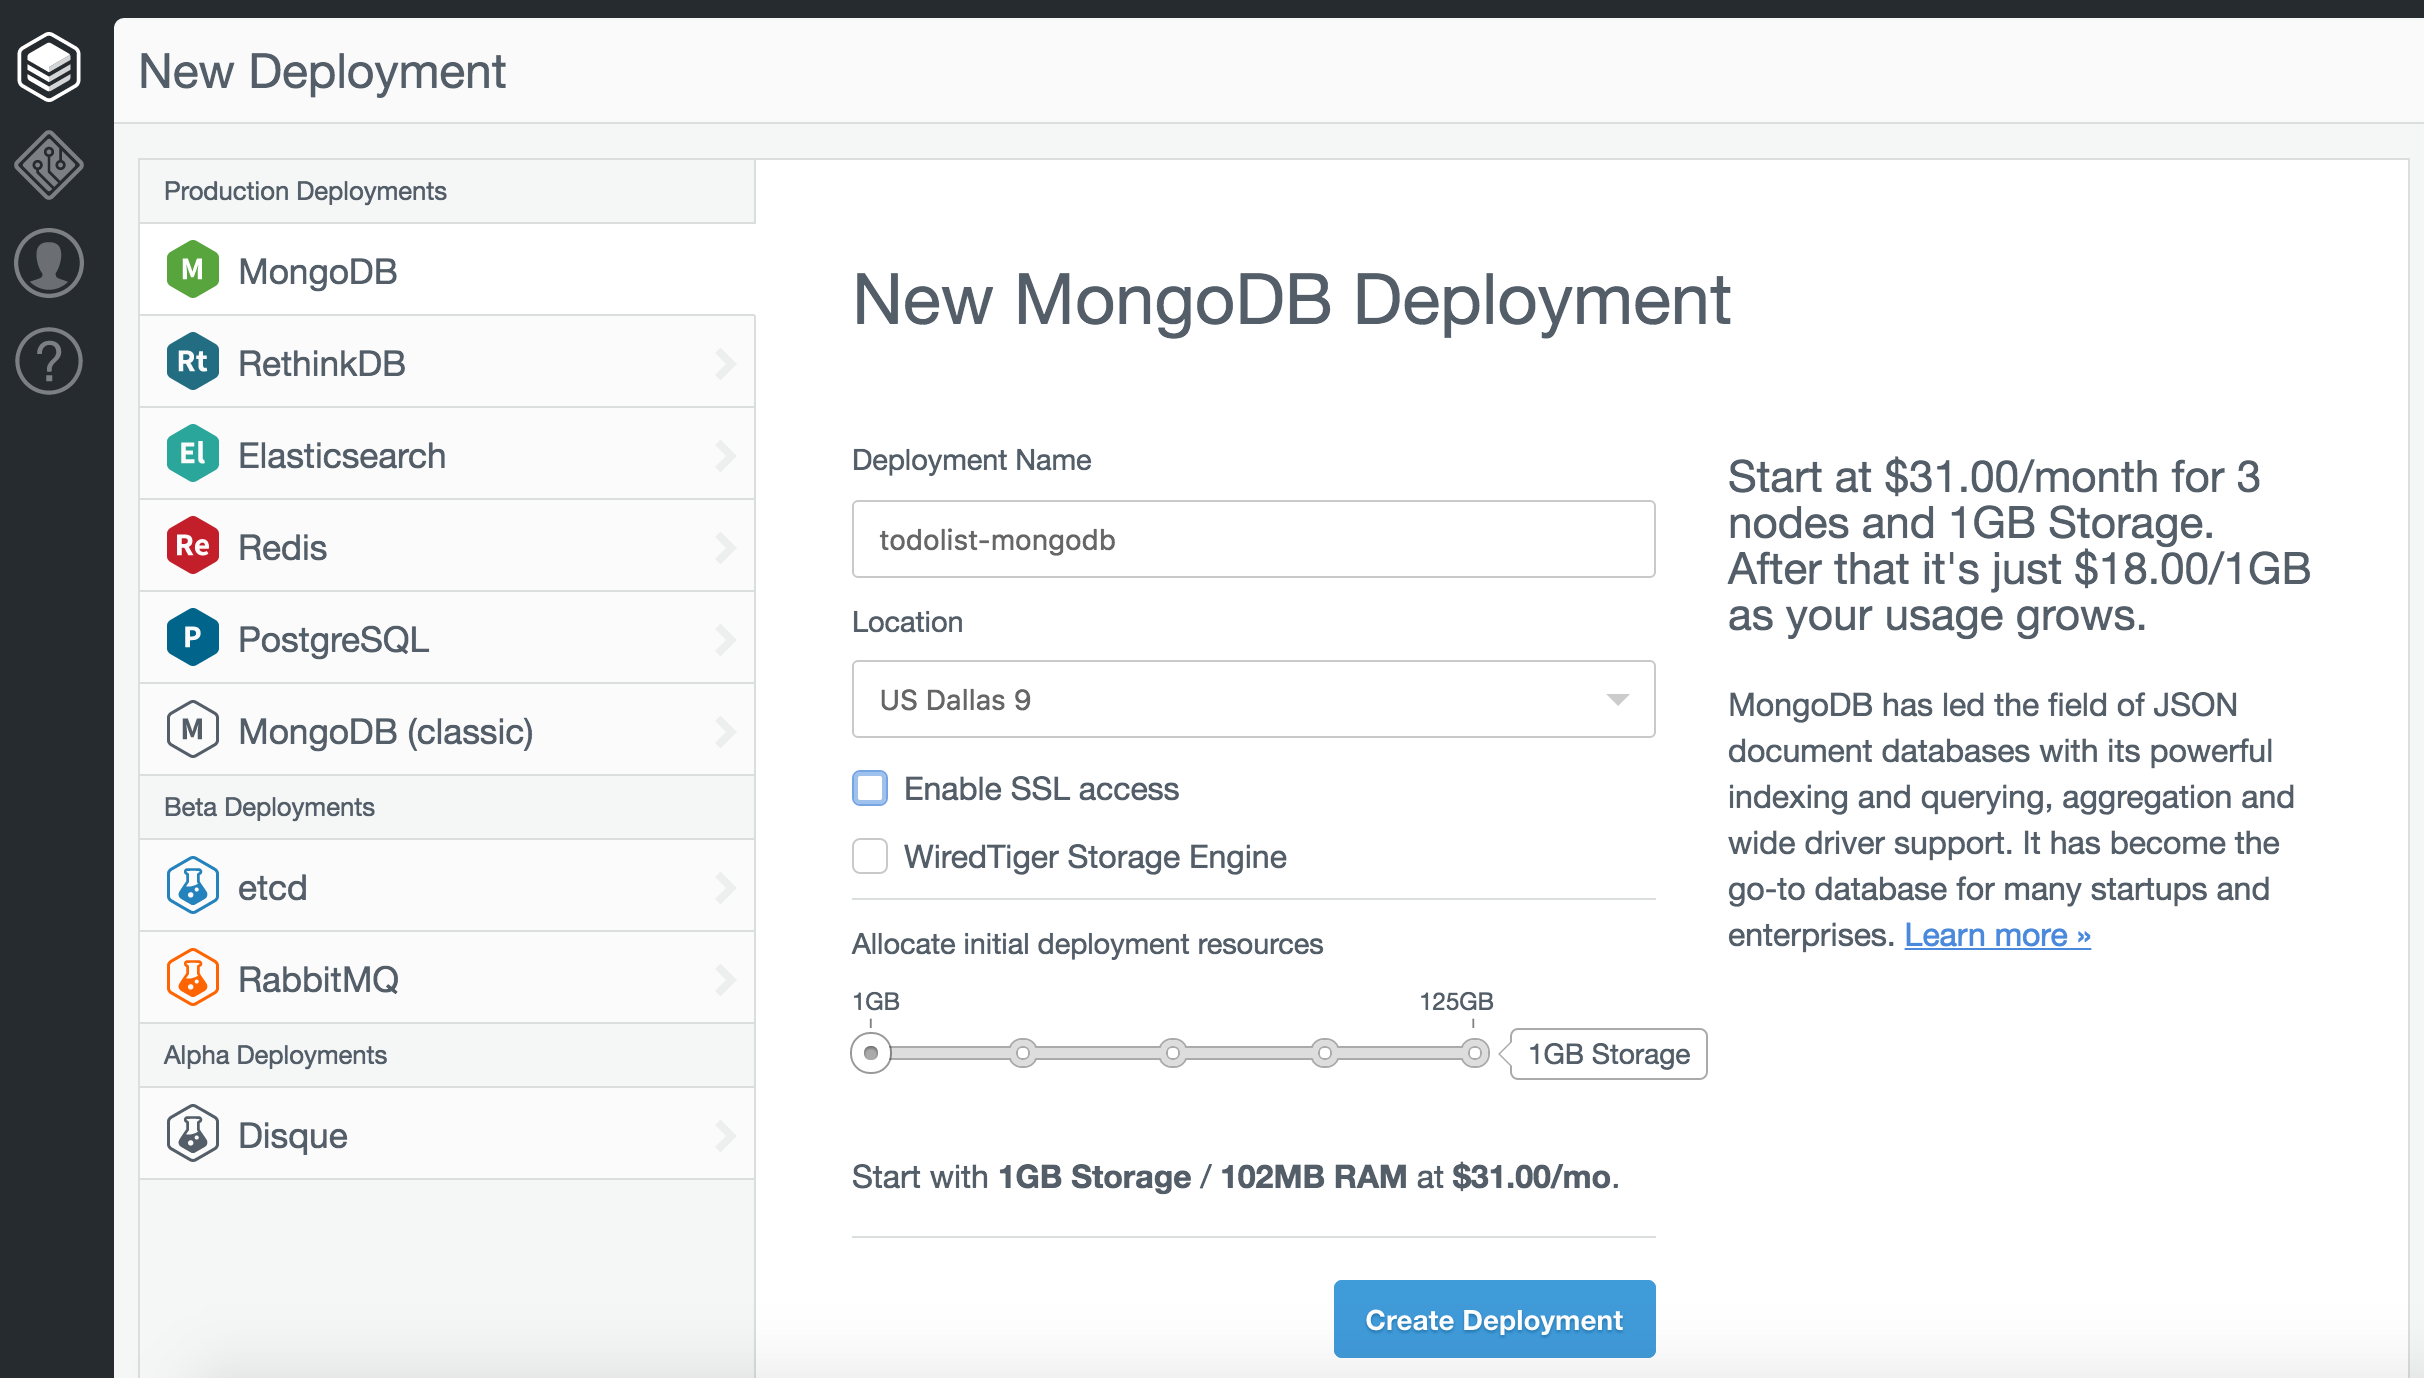 New Deployment
Production Deployments
M MongoDB
Rt RethinkDB
El Elasticsearch
Re Redis
P PostgreSQL
M MongoDB (classic)
Beta Deployments
etcd
RabbitMQ
Alpha Deployments
Disque
New MongoDB Deployment
Deployment Name
todolist-mongodb
Location
US Dallas 9
Enable SSL access
WiredTiger Storage Engine
Allocate initial deployment resources
1GB 125GB
1GB Storage
Start with 1GB Storage / 102MB RAM at $31.00/mo.
Create Deployment
Start at $31.00/month for 3
nodes and 1GB Storage.
After that it's just $18.00/1GB
as your usage grows.
MongoDB has led the field of JSON
document databases with its powerful
indexing and querying, aggregation and
wide driver support. It has become the
go-to database for many startups and
enterprises. Learn more »
?